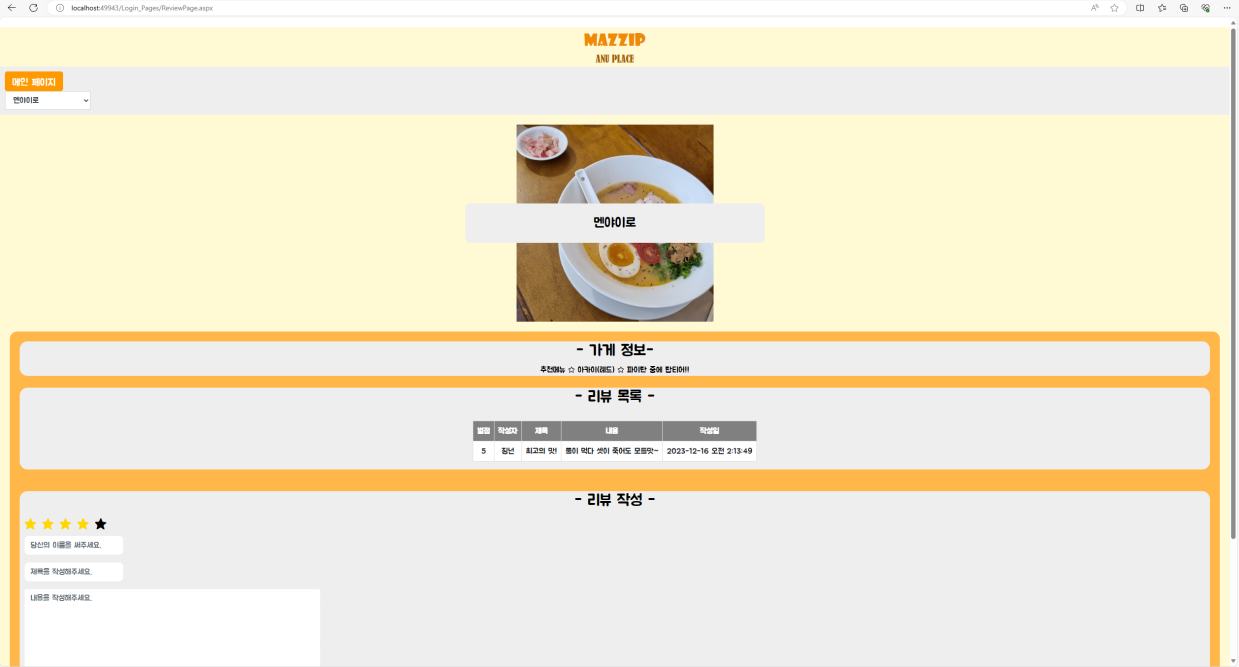 localhost:49943/Login_Pages/ReviewPage.aspx
MAZZIP
ANU PLACE
메인 페이지
멘야이로
멘야이로
- 가게 정보-
추천메뉴 ☆ 아카이(레드) ☆ 파이탄 중에 탑티어!!
- 리뷰 목록 -
별점 작성자 제목 내용 작성일
5 최고의 맛! 둘이 먹다 셋이 죽어도 모를맛~ 2023-12-16 오전 2:13:49
- 리뷰 작성 -
당신의 이름을 써주세요.
제목을 작성해주세요.
내용을 작성해주세요.